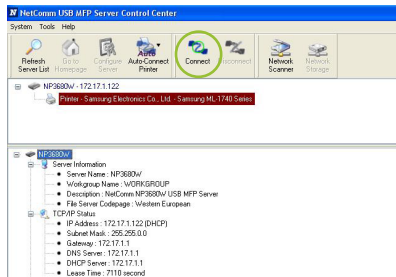 NetComm USB MFP Server Control Center
System Tools Help
Refresh Server List
Go to Homepage
Configure Server
AUTO
Auto-Connect Printer
Connect
Disconnect
Network Scanner
Network Storage
NP3680W - 172.17.1.122
Printer - Samsung Electronics Co., Ltd. - Samsung ML-1740 Series
NP3680W
Server Information
Server Name : NP3680W
Workgroup Name : WORKGROUP
Description : NetComm NP3680W USB MFP Server
File Server Codepage : Western European
TCP/IP Status
IP Address : 172.17.1.122 (DHCP)
Subnet Mask : 255.255.0.0
Gateway : 172.17.1.1
DNS Server : 172.17.1.1
DHCP Server : 172.17.1.1
Lease Time : 7110 second